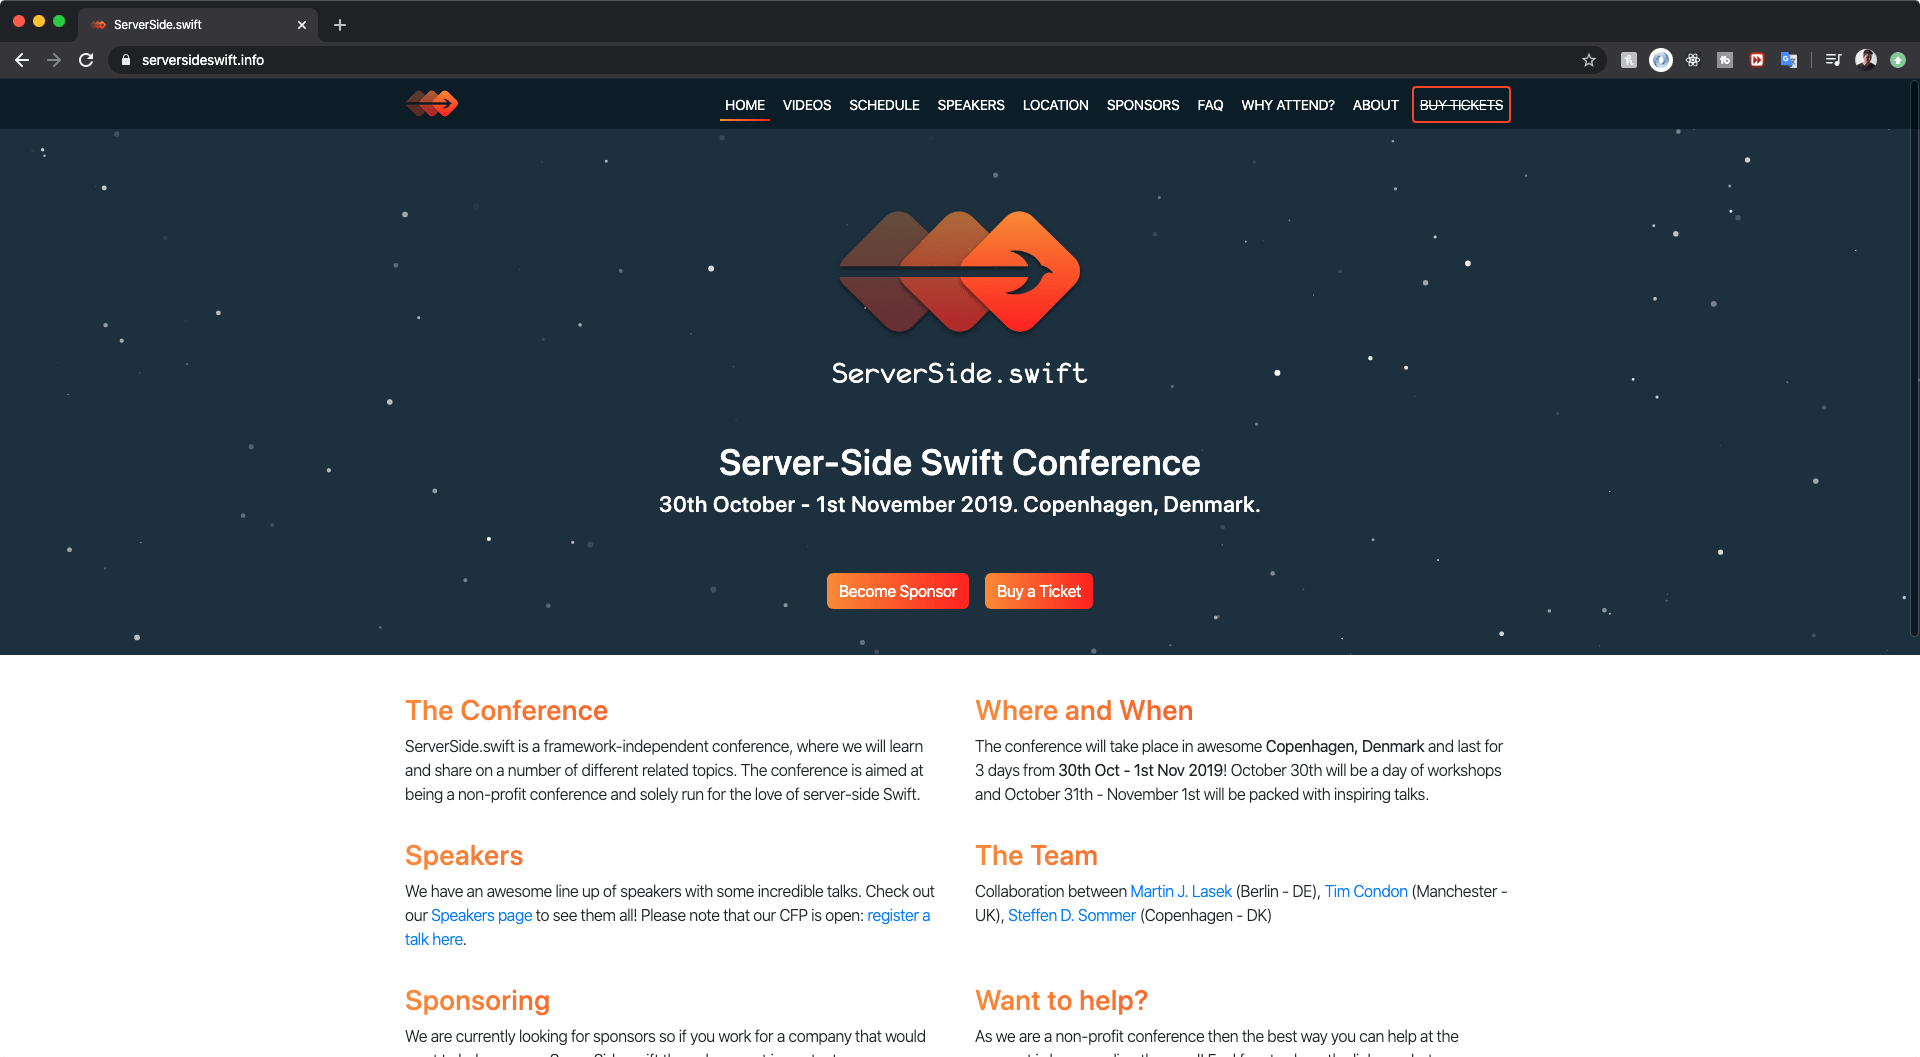 ServerSide.swift
serversideswift.info
HOME VIDEOS SCHEDULE SPEAKERS LOCATION SPONSORS FAQ WHY ATTEND? ABOUT BUY TICKETS
ServerSide.swift
Server-Side Swift Conference
30th October - 1st November 2019. Copenhagen, Denmark.
Become Sponsor Buy a Ticket
The Conference
ServerSide.swift is a framework-independent conference, where we will learn
and share on a number of different related topics. The conference is aimed at
being a non-profit conference and solely run for the love of server-side Swift.
Where and When
The conference will take place in awesome Copenhagen, Denmark and last for
3 days from 30th Oct - 1st Nov 2019! October 30th will be a day of workshops
and October 31th - November 1st will be packed with inspiring talks.
Speakers
We have an awesome line up of speakers with some incredible talks. Check out
our Speakers page to see them all! Please note that our CFP is open: register a
talk here.
The Team
Collaboration between Martin J. Lasek (Berlin - DE), Tim Condon (Manchester -
UK), Steffen D. Sommer (Copenhagen - DK)
Sponsoring
We are currently looking for sponsors so if you work for a company that would
Want to help?
As we are a non-profit conference then the best way you can help at the